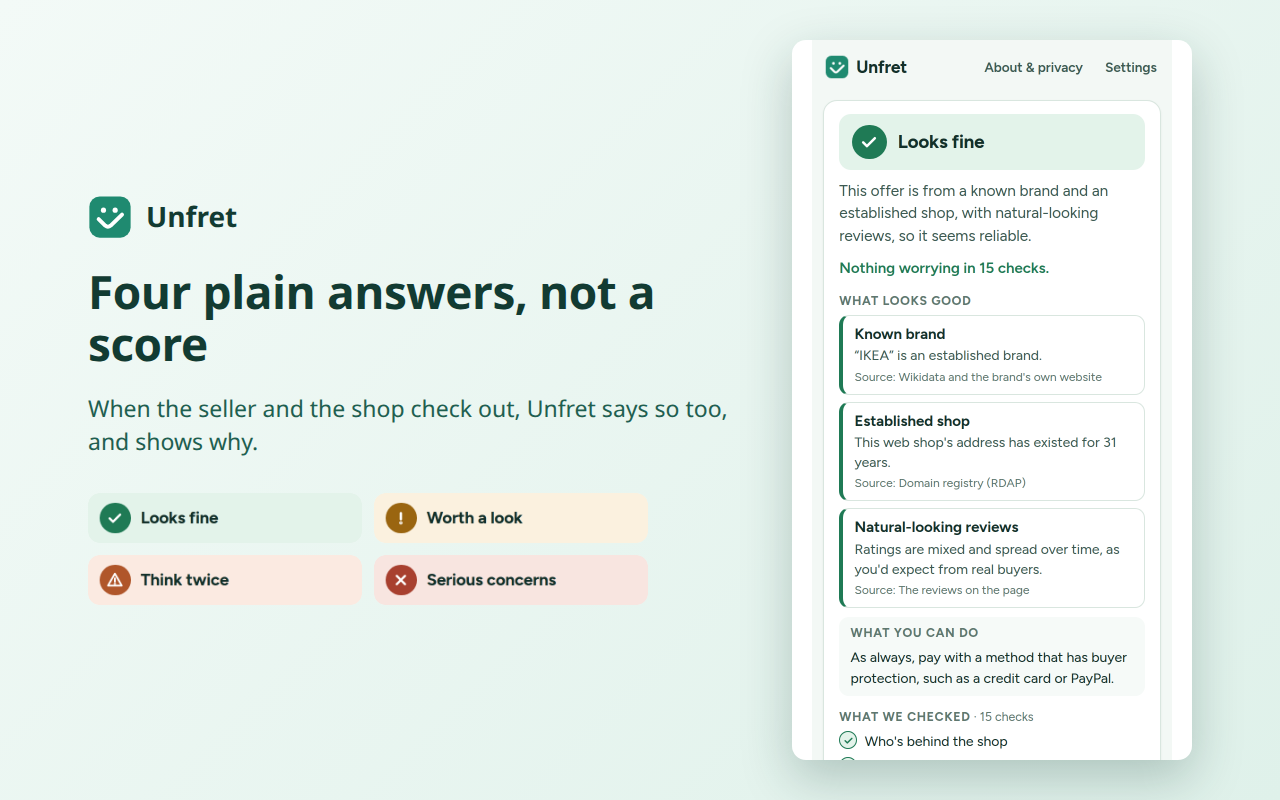 Unfret
Four plain answers, not a
score
When the seller and the shop check out, Unfret says so too,
and shows why.
Looks fine
Worth a look
Think twice
Serious concerns
Unfret
About & privacy
Settings
Looks fine
This offer is from a known brand and an
established shop, with natural-looking
reviews, so it seems reliable.
Nothing worrying in 15 checks.
WHAT LOOKS GOOD
Known brand
“IKEA” is an established brand.
Source: Wikidata and the brand's own website
Established shop
This web shop's address has existed for 31
years.
Source: Domain registry (RDAP)
Natural-looking reviews
Ratings are mixed and spread over time, as
you'd expect from real buyers.
Source: The reviews on the page
WHAT YOU CAN DO
As always, pay with a method that has buyer
protection, such as a credit card or PayPal.
WHAT WE CHECKED · 15 checks
Who's behind the shop